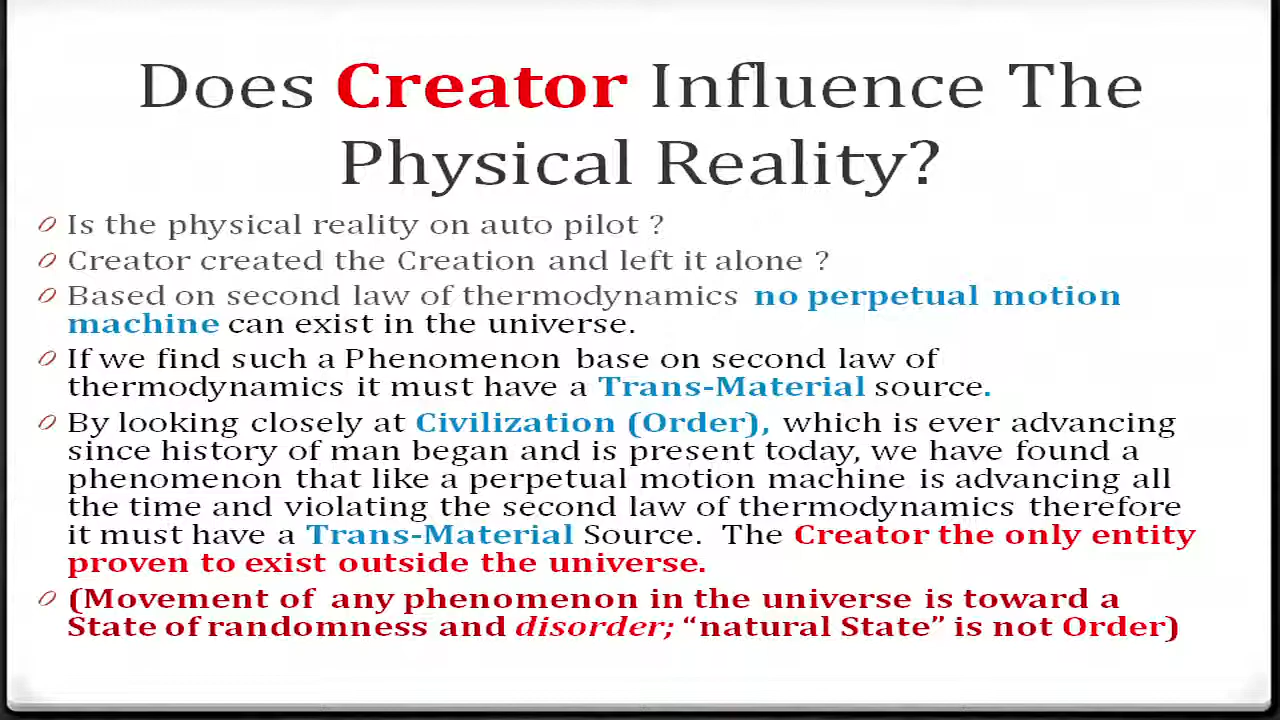 Does Creator Influence The
Physical Reality?
Is the physical reality on auto pilot ?
Creator created the Creation and left it alone ?
Based on second law of thermodynamics no perpetual motion
machine can exist in the universe.
If we find such a Phenomenon base on second law of
thermodynamics it must have a Trans-Material source.
By looking closely at Civilization (Order), which is ever advancing
since history of man began and is present today, we have found a
phenomenon that like a perpetual motion machine is advancing all
the time and violating the second law of thermodynamics therefore
it must have a Trans-Material Source. The Creator the only entity
proven to exist outside the universe.
(Movement of any phenomenon in the universe is toward a
State of randomness and disorder; “natural State” is not Order)